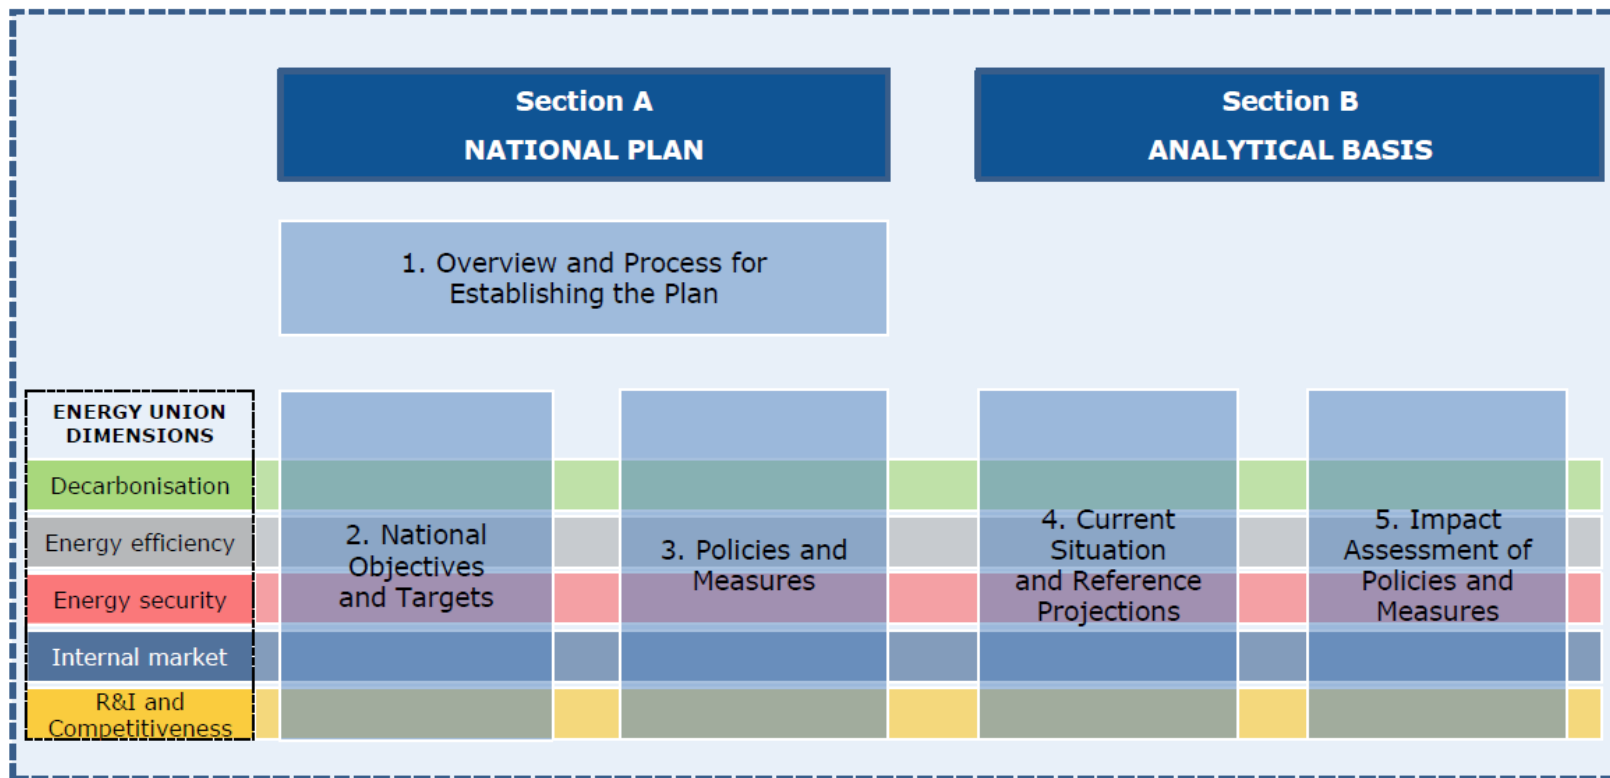 Section A
NATIONAL PLAN
Section B
ANALYTICAL BASIS
1. Overview and Process for
Establishing the Plan
ENERGY UNION
DIMENSIONS
Decarbonisation
Energy efficiency
Energy security
Internal market
R&I and
Competitiveness
2. National
Objectives
and Targets
3. Policies and
Measures
4. Current
Situation
and Reference
Projections
5. Impact
Assessment of
Policies and
Measures